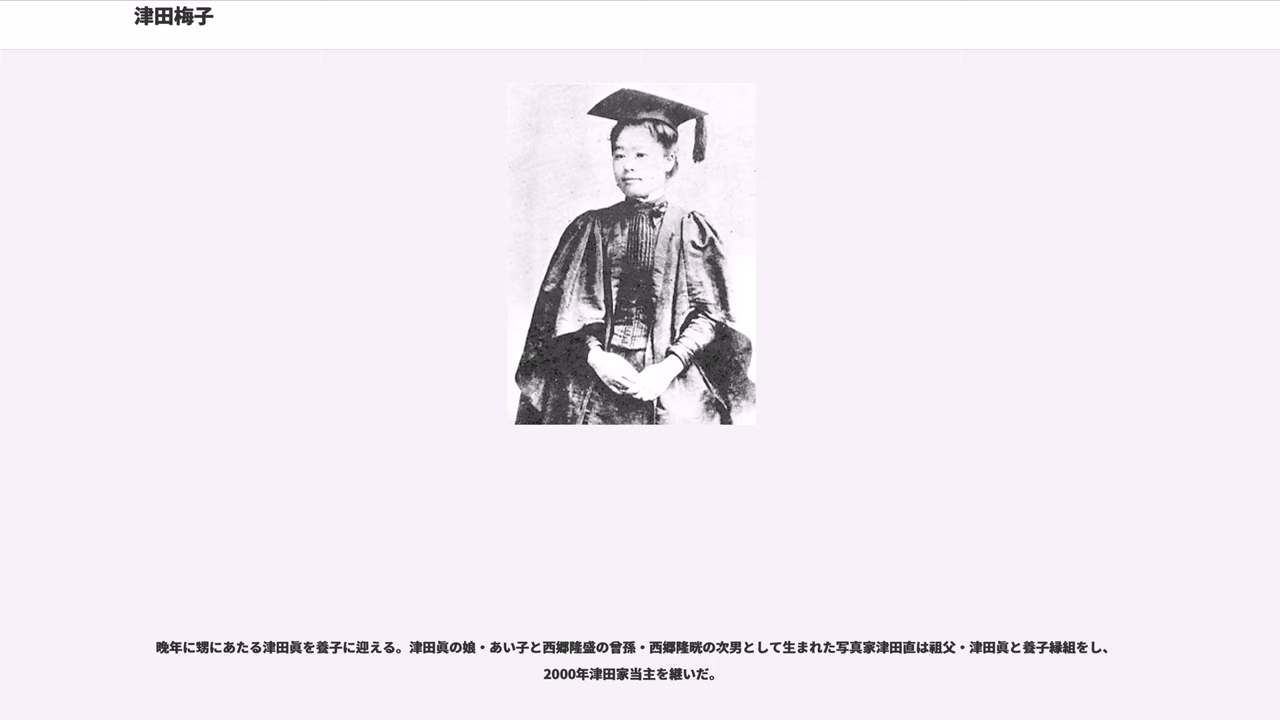 津田梅子
晩年に甥にあたる津田眞を養子に迎える。津田眞の娘・あい子と西郷隆盛の曾孫・西郷隆晄の次男として生まれた写真家津田直は祖父・津田眞と養子縁組をし、
2000年津田家当主を継いだ。